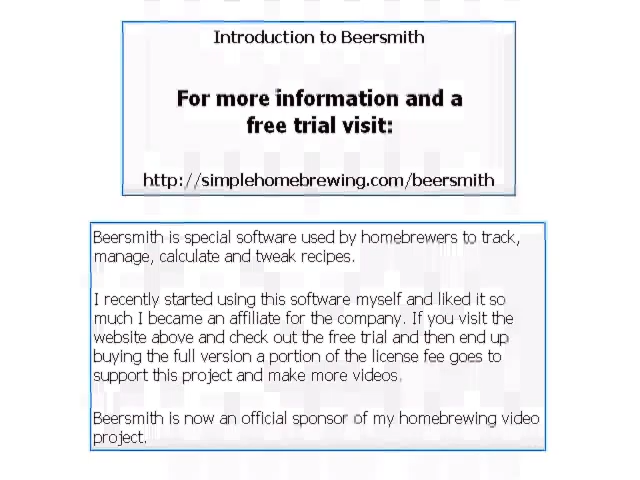 Introduction to Beersmith
For more information and a
free trial visit:
http://simplehomebrewing.com/beersmith
Beersmith is special software used by homebrewers to track,
manage, calculate and tweak recipes.
I recently started using this software myself and liked it so
much I became an affiliate for the company. If you visit the
website above and check out the free trial and then end up
buying the full version a portion of the license fee goes to
support this project and make more videos.
Beersmith is now an official sponsor of my homebrewing video
project.